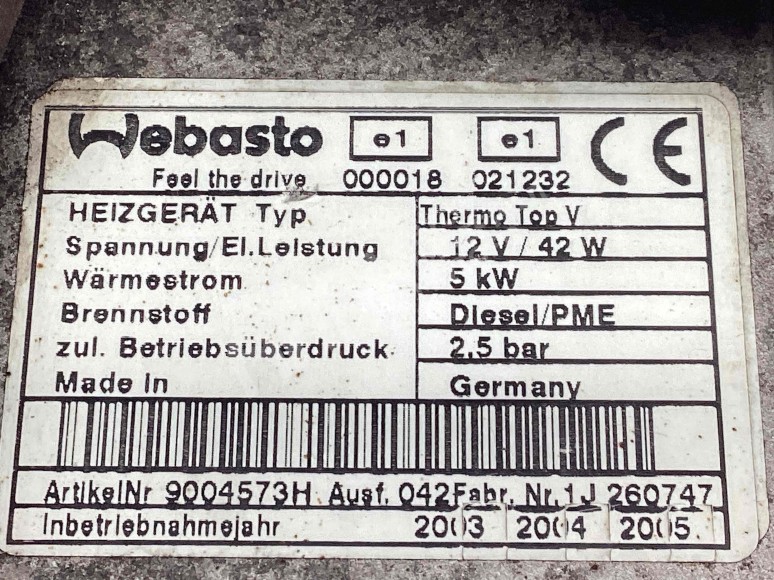 Webasto e1 e1 CE
Feel the drive 000018 021232
HEIZGERÄT Typ Thermo Top V
Spannung/El.Leistung 12 V / 42 W
Wärmestrom 5 kW
Brennstoff Diesel/PME
zul. Betriebsüberdruck 2,5 bar
Made in Germany
ArtikelNr 9004573H Ausf. 042 Fabr. Nr. 1J 260747
Inbetriebnahmejahr 2003 2004 2005